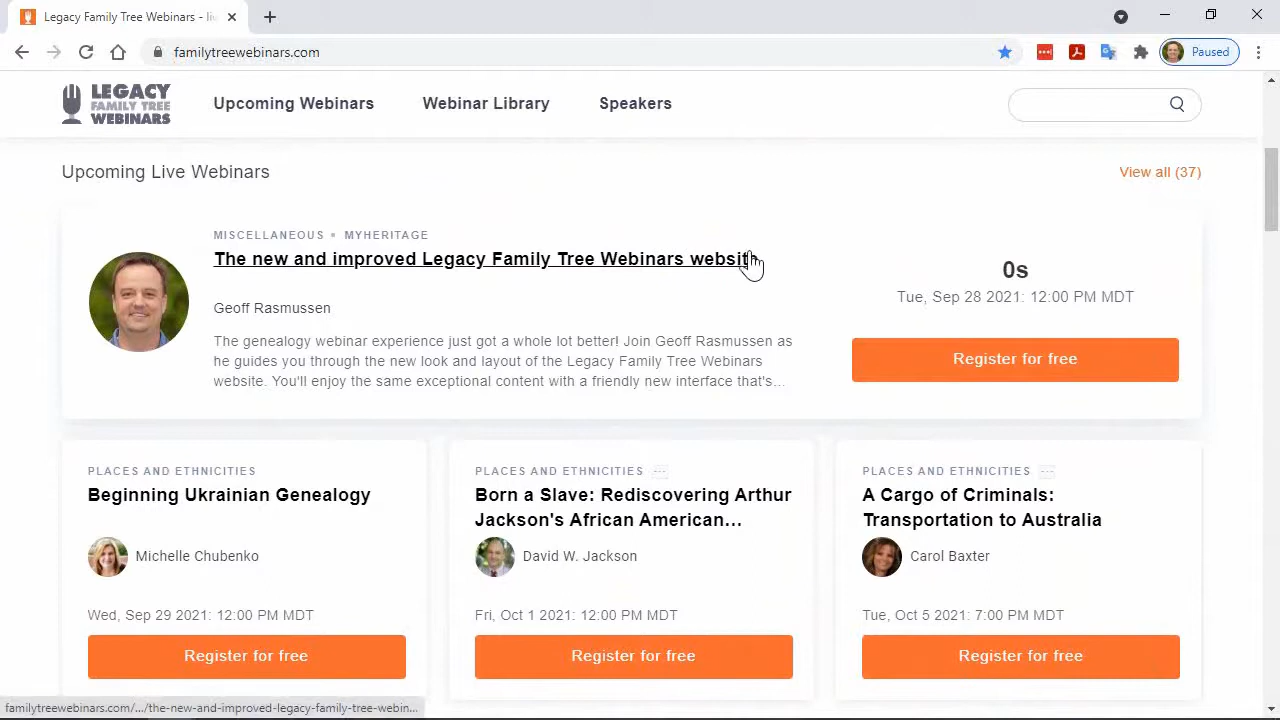 Legacy Family Tree Webinars - liv
familytreewebinars.com
Paused
LEGACY
FAMILY TREE
WEBINARS
Upcoming Webinars
Webinar Library
Speakers
Upcoming Live Webinars
View all (37)
MISCELLANEOUS • MYHERITAGE
The new and improved Legacy Family Tree Webinars website
Geoff Rasmussen
The genealogy webinar experience just got a whole lot better! Join Geoff Rasmussen as
he guides you through the new look and layout of the Legacy Family Tree Webinars
website. You'll enjoy the same exceptional content with a friendly new interface that's...
0s
Tue, Sep 28 2021: 12:00 PM MDT
Register for free
PLACES AND ETHNICITIES
Beginning Ukrainian Genealogy
Michelle Chubenko
Wed, Sep 29 2021: 12:00 PM MDT
Register for free
PLACES AND ETHNICITIES ...
Born a Slave: Rediscovering Arthur
Jackson's African American...
David W. Jackson
Fri, Oct 1 2021: 12:00 PM MDT
Register for free
PLACES AND ETHNICITIES ...
A Cargo of Criminals:
Transportation to Australia
Carol Baxter
Tue, Oct 5 2021: 7:00 PM MDT
Register for free
familytreewebinars.com/.../the-new-and-improved-legacy-family-tree-webin...